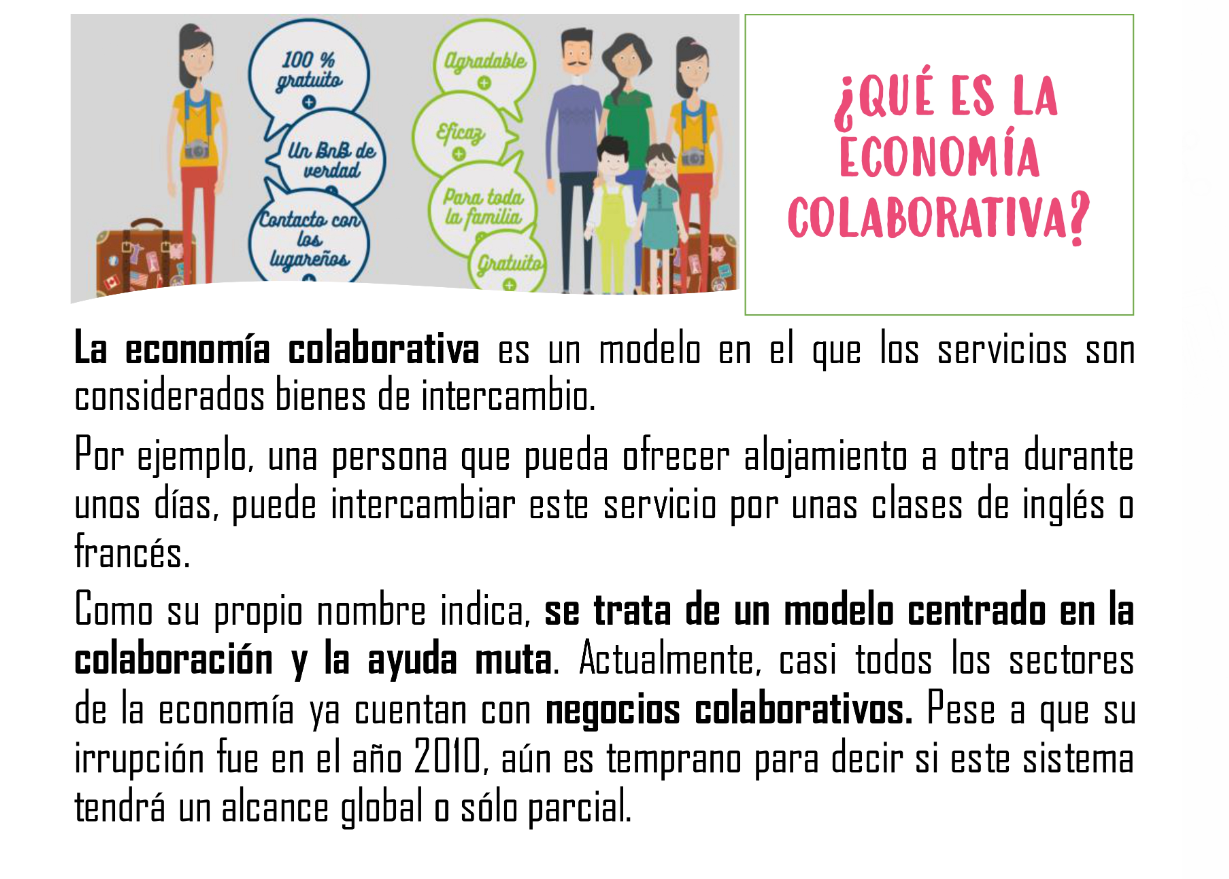 100 %
gratuito
Un BnB de
verdad
Contacto con
los
lugareños
Agradable
Eficaz
Para toda
la familia
Gratuito
¿QUÉ ES LA
ECONOMÍA
COLABORATIVA?
La economía colaborativa es un modelo en el que los servicios son
considerados bienes de intercambio.
Por ejemplo, una persona que pueda ofrecer alojamiento a otra durante
unos días, puede intercambiar este servicio por unas clases de inglés o
francés.
Como su propio nombre indica, se trata de un modelo centrado en la
colaboración y la ayuda muta. Actualmente, casi todos los sectores
de la economía ya cuentan con negocios colaborativos. Pese a que su
irrupción fue en el año 2010, aún es temprano para decir si este sistema
tendrá un alcance global o sólo parcial.